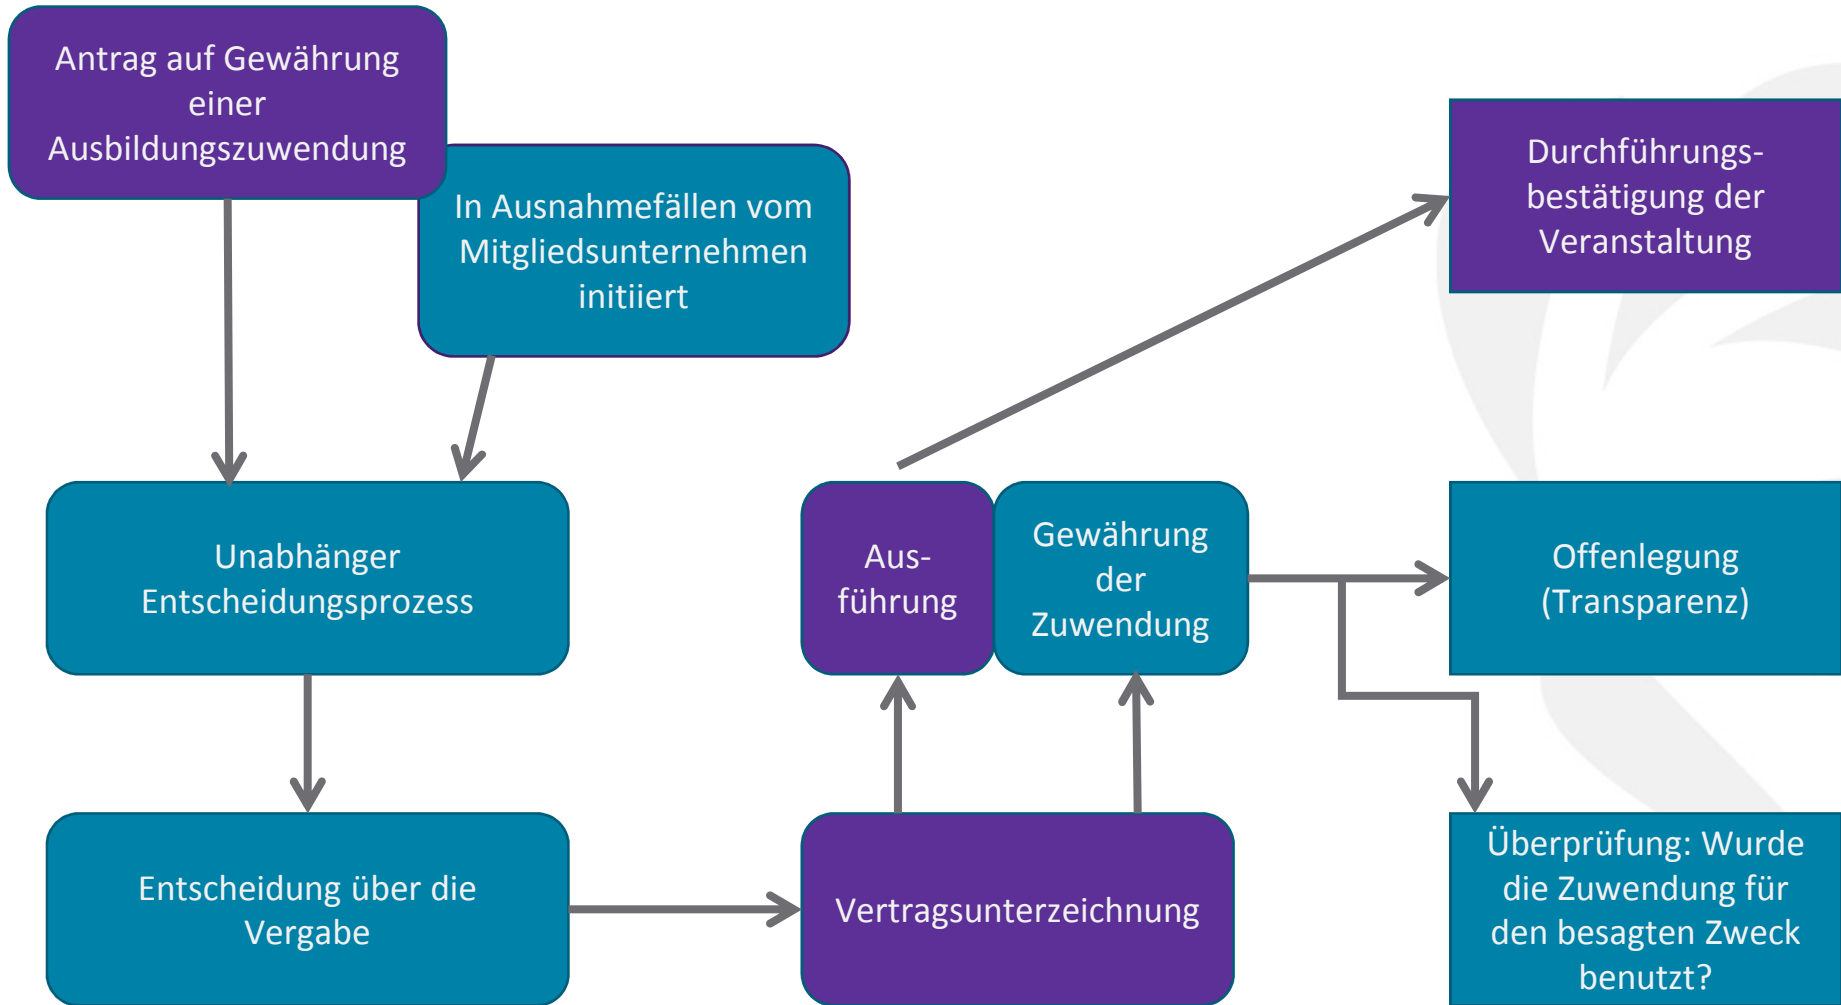 Antrag auf Gewährung
einer
Ausbildungszuwendung
In Ausnahmefällen vom
Mitgliedsunternehmen
initiiert
Unabhänger
Entscheidungsprozess
Entscheidung über die
Vergabe
Vertragsunterzeichnung
Aus-
führung
Gewährung
der
Zuwendung
Durchführungs-
bestätigung der
Veranstaltung
Offenlegung
(Transparenz)
Überprüfung: Wurde
die Zuwendung für
den besagten Zweck
benutzt?